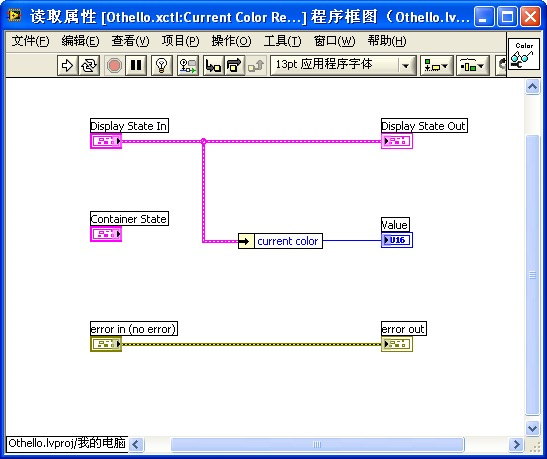 读取属性 [Othello.xctl:Current Color Re...] 程序框图 (Othello.lv...
文件(F) 编辑(E) 查看(V) 项目(P) 操作(O) 工具(T) 窗口(W) 帮助(H)
Color
13pt 应用程序字体
Display State In
Display State Out
Container State
Value
current color
U16
error in (no error)
error out
Othello.lvproj/我的电脑